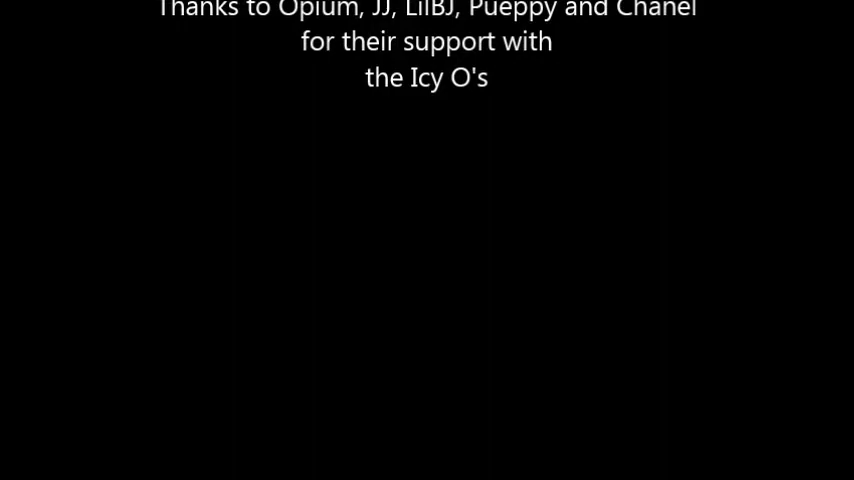 Thanks to Opium, JJ, LilBJ, Pueppy and Chanel
for their support with
the Icy O's